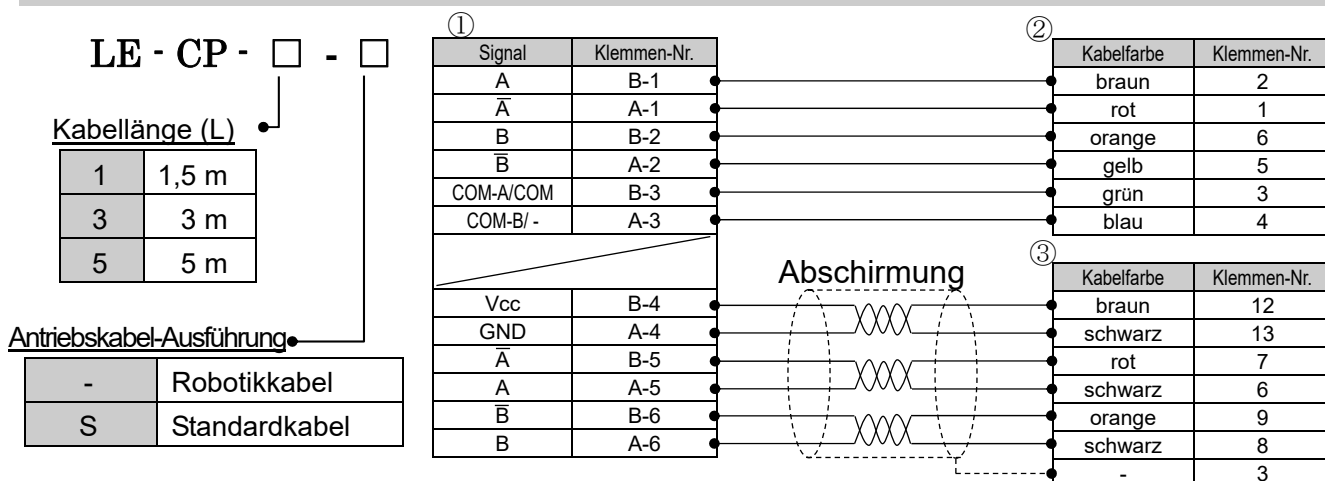 LE - CP - □ - □
Kabellänge (L)
1 1,5 m
3 3 m
5 5 m
Antriebskabel-Ausführung
- Robotikkabel
S Standardkabel
①
Signal Klemmen-Nr.
A B-1
A̅ A-1
B B-2
B̅ A-2
COM-A/COM B-3
COM-B/ - A-3
Vcc B-4
GND A-4
A̅ B-5
A A-5
B̅ B-6
B A-6
Abschirmung
②
Kabelfarbe Klemmen-Nr.
braun 2
rot 1
orange 6
gelb 5
grün 3
blau 4
③
Kabelfarbe Klemmen-Nr.
braun 12
schwarz 13
rot 7
schwarz 6
orange 9
schwarz 8
- 3